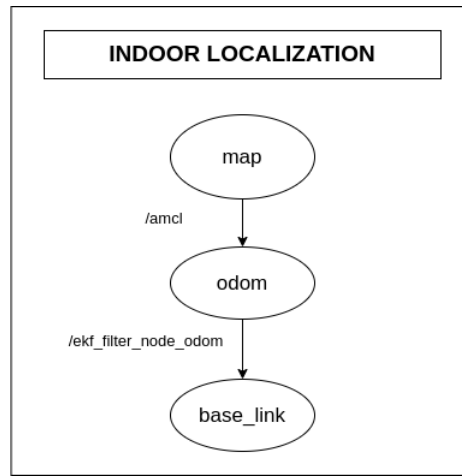 INDOOR LOCALIZATION
map
/amcl
odom
/ekf_filter_node_odom
base_link